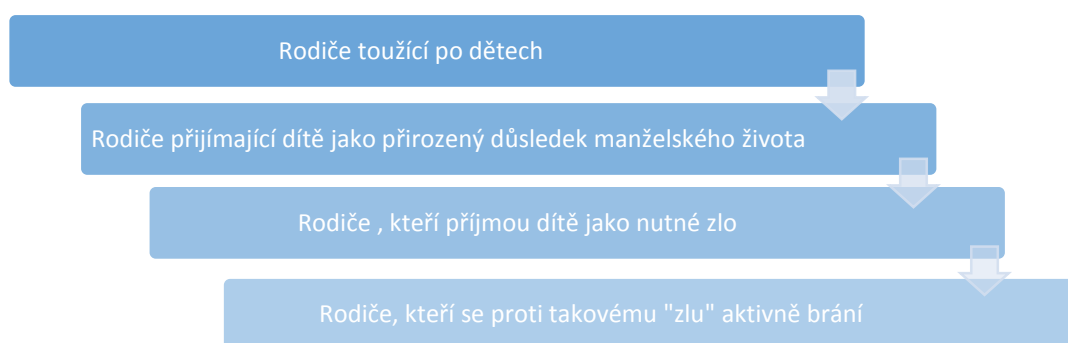 Rodiče toužící po dětech
Rodiče přijímající dítě jako přirozený důsledek manželského života
Rodiče , kteří příjmou dítě jako nutné zlo
Rodiče, kteří se proti takovému "zlu" aktivně brání